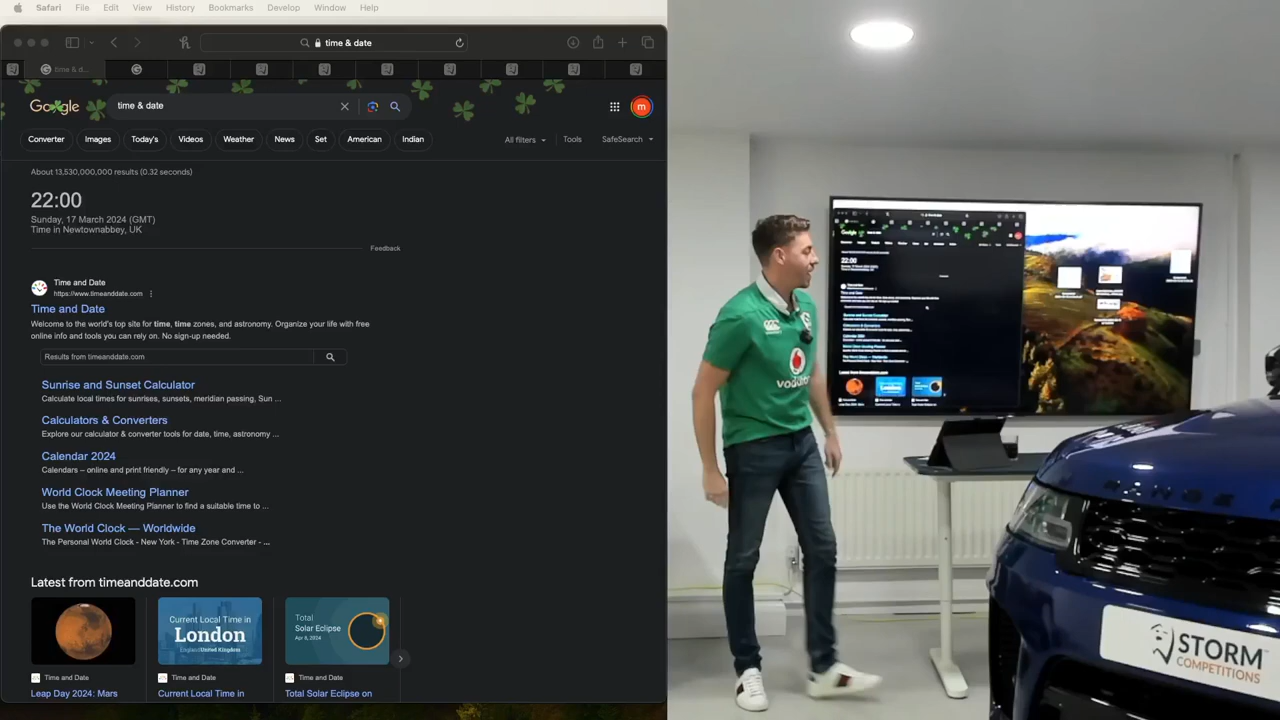 Safari File Edit View History Bookmarks Develop Window Help
time & date
time & d...
Google
time & date
Converter Images Today's Videos Weather News Set American Indian All filters Tools SafeSearch
About 13,530,000,000 results (0.32 seconds)
22:00
Sunday, 17 March 2024 (GMT)
Time in Newtownabbey, UK
Feedback
Time and Date
https://www.timeanddate.com
Time and Date
Welcome to the world's top site for time, time zones, and astronomy. Organize your life with free
online info and tools you can rely on. No sign-up needed.
Results from timeanddate.com
Sunrise and Sunset Calculator
Calculate local times for sunrises, sunsets, meridian passing, Sun ...
Calculators & Converters
Explore our calculator & converter tools for date, time, astronomy ...
Calendar 2024
Calendars – online and print friendly – for any year and ...
World Clock Meeting Planner
Use the World Clock Meeting Planner to find a suitable time to ...
The World Clock — Worldwide
The Personal World Clock - New York - Time Zone Converter - ...
Latest from timeanddate.com
Current Local Time in
London
England United Kingdom
Total
Solar Eclipse
Apr 8, 2024
Time and Date
Leap Day 2024: Mars
Time and Date
Current Local Time in
Time and Date
Total Solar Eclipse on
m
Google
22:00
London
vodafo
RANGE
STORM
COMPETITIONS